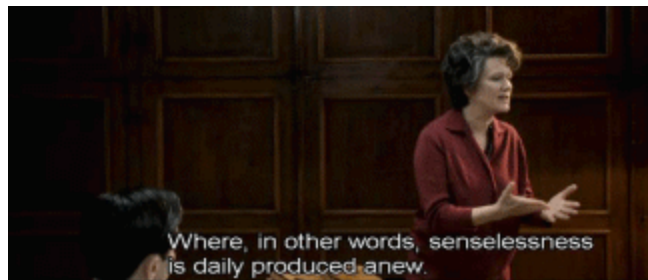 Where, in other words, senselessness
is daily produced anew.